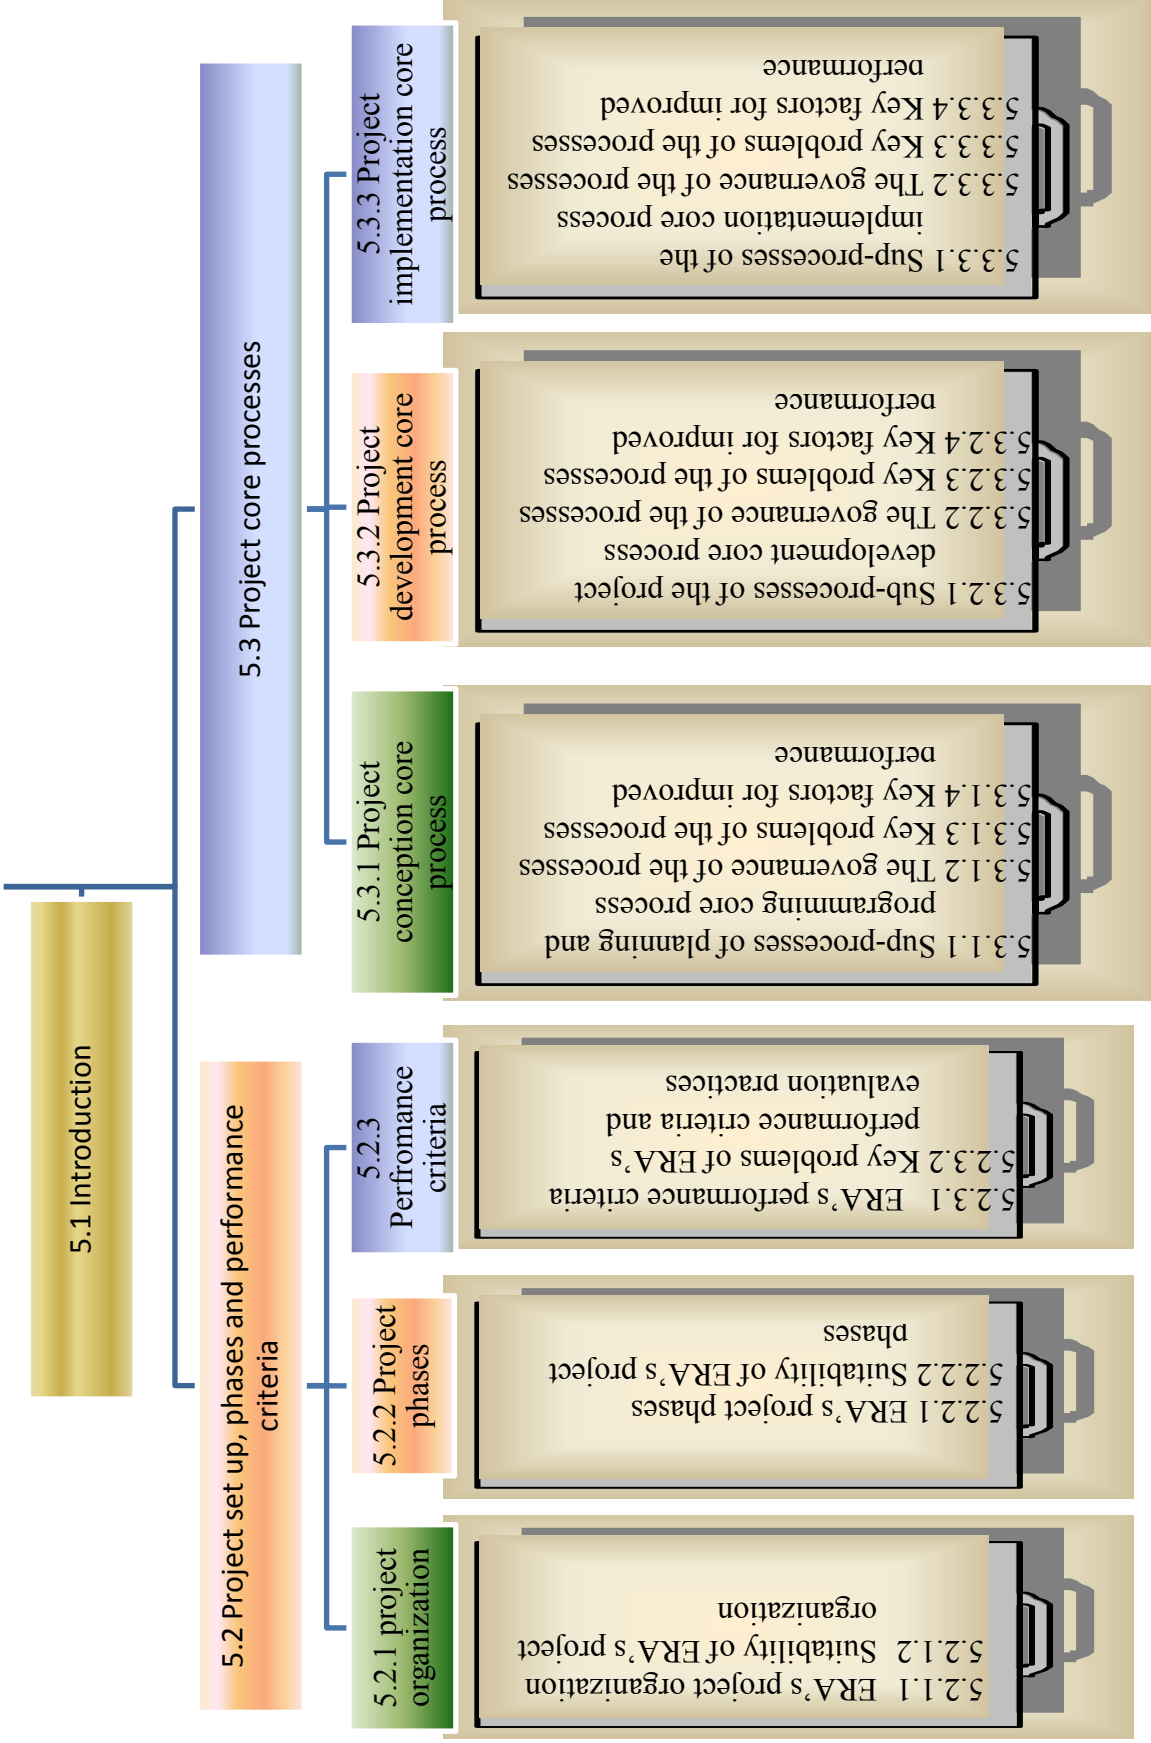 5.1 Introduction
5.2 Project set up, phases and performance
criteria
5.2.1 project
organization
5.2.1.1 ERA’s project organization
5.2.1.2 Suitability of ERA’s project
organization
5.2.2 Project
phases
5.2.2.1 ERA’s project phases
5.2.2.2 Suitability of ERA’s project
phases
5.2.3
Perfromance
criteria
5.2.3.1 ERA’s performance criteria
5.2.3.2 Key problems of ERA’s
performance criteria and
evaluation practices
5.3 Project core processes
5.3.1 Project
conception core
process
5.3.1.1 Sup-processes of planning and
programming core process
5.3.1.2 The governance of the processes
5.3.1.3 Key problems of the processes
5.3.1.4 Key factors for improved
performance
5.3.2 Project
development core
process
5.3.2.1 Sub-processes of the project
development core process
5.3.2.2 The governance of the processes
5.3.2.3 Key problems of the processes
5.3.2.4 Key factors for improved
performance
5.3.3 Project
implementation core
process
5.3.3.1 Sup-processes of the
implementation core process
5.3.3.2 The governance of the processes
5.3.3.3 Key problems of the processes
5.3.3.4 Key factors for improved
performance